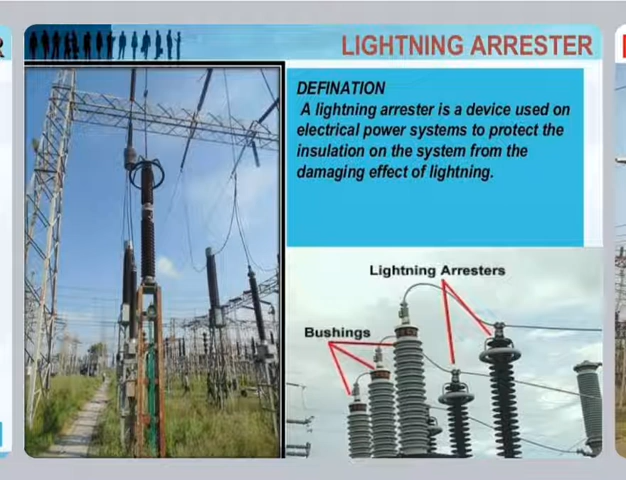 LIGHTNING ARRESTER
DEFINATION
A lightning arrester is a device used on
electrical power systems to protect the
insulation on the system from the
damaging effect of lightning.
Lightning Arresters
Bushings